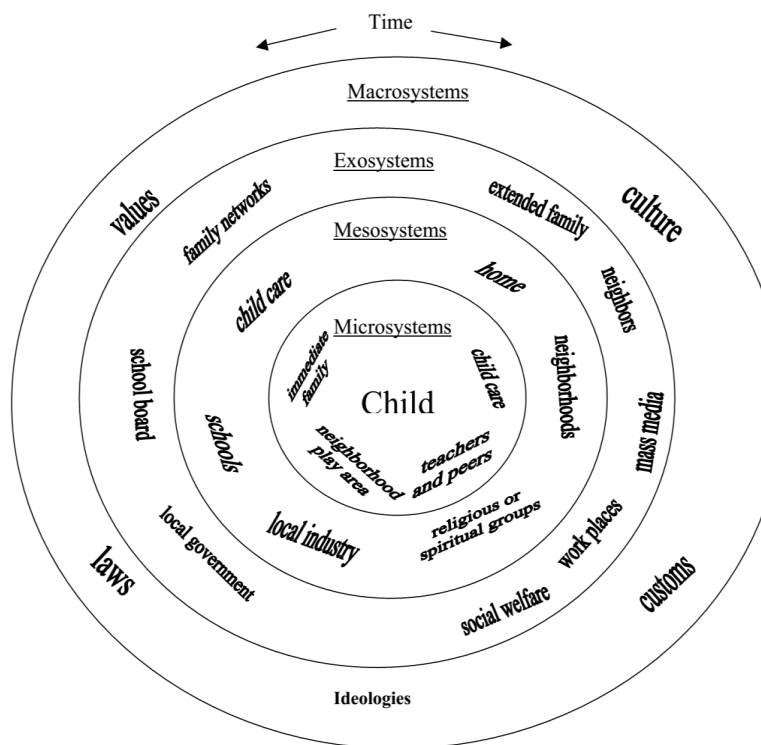 Time
Macrosystems
Exosystems
values
family networks
extended family
culture
Mesosystems
child care
home
neighbors
Microsystems
immediate
family
child care
school board
neighborhoods
Child
mass media
schools
neighborhood
play area
teachers
and peers
local industry
religious or
spiritual groups
local government
work places
laws
customs
social welfare
Ideologies